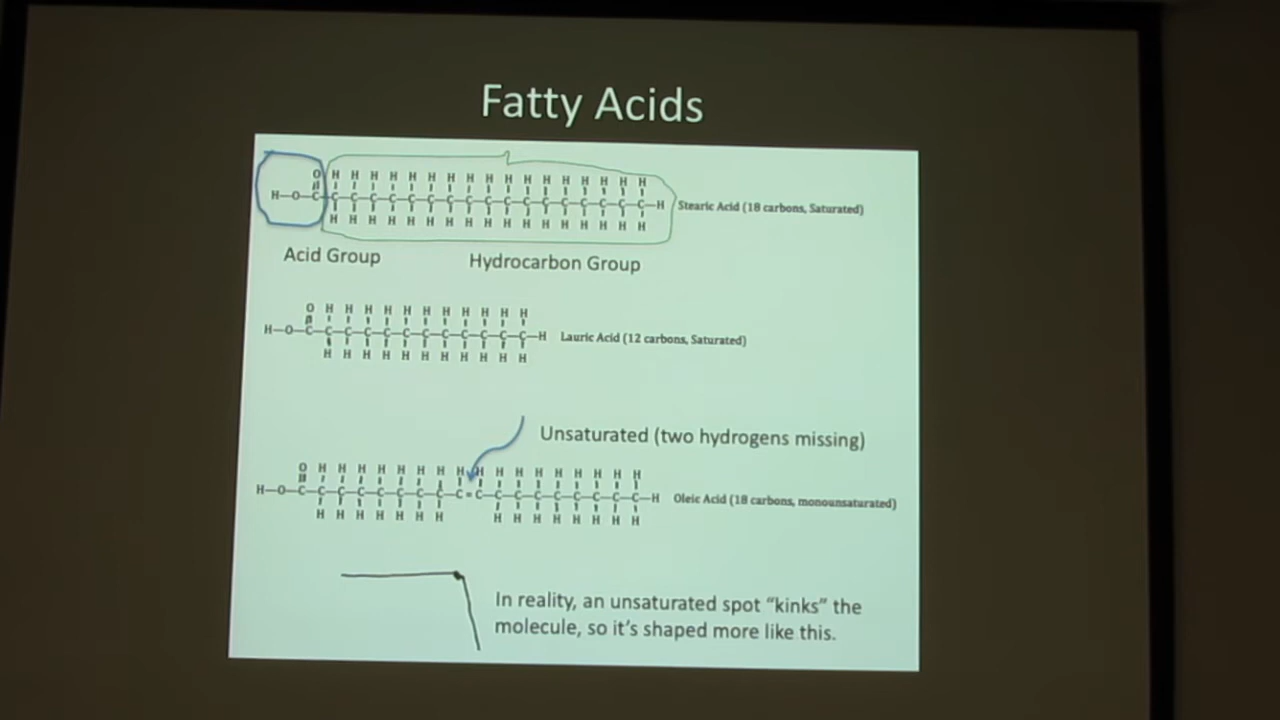 Fatty Acids
O H H H H H H H H H H H H H H H H H
H–O–C–C–C–C–C–C–C–C–C–C–C–C–C–C–C–C–C–C–H Stearic Acid (18 carbons, Saturated)
H H H H H H H H H H H H H H H H H
Acid Group Hydrocarbon Group
O H H H H H H H H H H H
H–O–C–C–C–C–C–C–C–C–C–C–C–C–H Lauric Acid (12 carbons, Saturated)
H H H H H H H H H H H
Unsaturated (two hydrogens missing)
O H H H H H H H H H H H H H H H H H
H–O–C–C–C–C–C–C–C–C–C=C–C–C–C–C–C–C–C–C–H Oleic Acid (18 carbons, monounsaturated)
H H H H H H H H H H H H H H H
In reality, an unsaturated spot “kinks” the
molecule, so it’s shaped more like this.